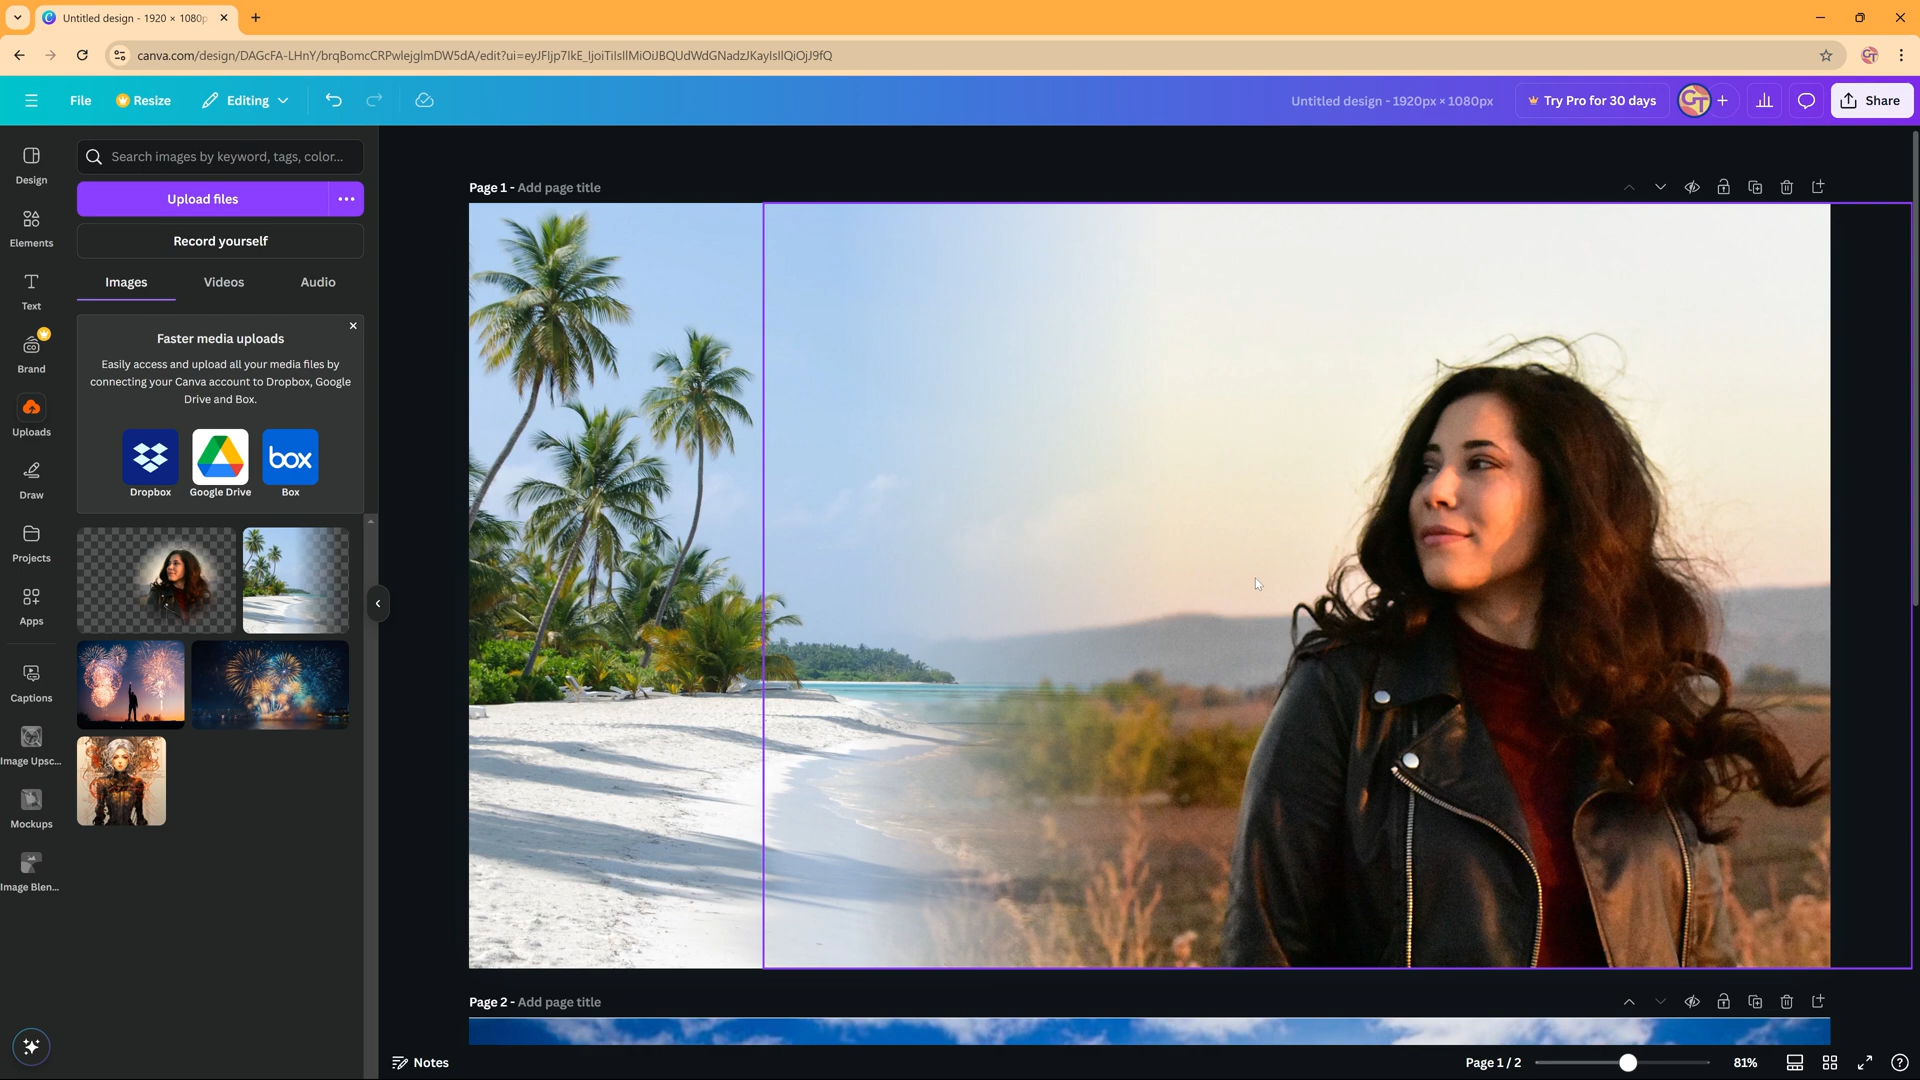 Untitled design - 1920 × 1080p
canva.com/design/DAGcFA-LHnY/brqBomcCRPwlejglmDW5dA/edit?ui=eyJFIjp7IkE_IjoiTiIsIlMiOiJBQUdWdGNadzJKayIsIlQiOiJ9fQ
File
Resize
Editing
Untitled design - 1920px × 1080px
Try Pro for 30 days
Share
Design
Elements
Text
Brand
Uploads
Draw
Projects
Apps
Captions
Image Upsc...
Mockups
Image Blen...
Search images by keyword, tags, color...
Upload files
Record yourself
Images
Videos
Audio
Faster media uploads
Easily access and upload all your media files by
connecting your Canva account to Dropbox, Google
Drive and Box.
box
Dropbox
Google Drive
Box
Page 1 - Add page title
Page 2 - Add page title
Notes
Page 1 / 2
81%